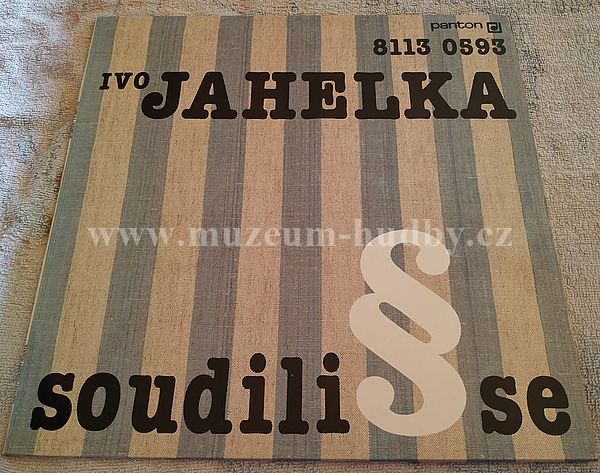 panton
8113 0593
IVO JAHELKA
www.muzeum-hudby.cz
soudili § se